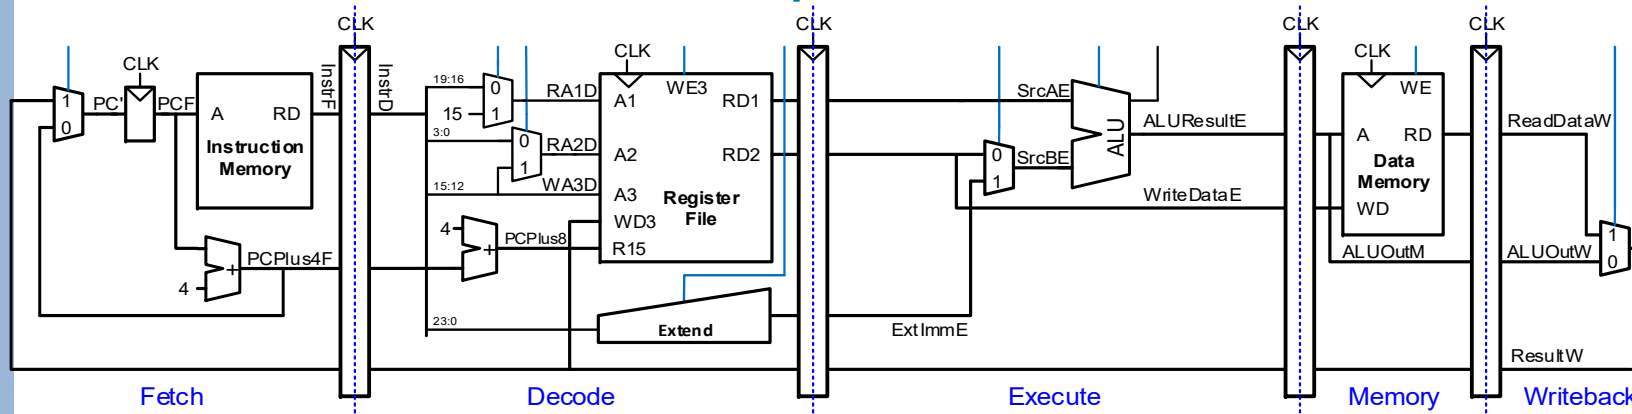 CLK CLK CLK CLK
CLK CLK CLK
1
0
PC'
PCF
A RD
Instruction
Memory
InstrF
InstrD
PCPlus4F
+
4
19:16
0
15
1
RA1D
3:0
0
1
RA2D
15:12
WA3D
4
+
PCPlus8
A1 WE3 RD1
A2 RD2
A3
Register
File
WD3
R15
23:0
Extend
SrcAE
0
1
SrcBE
ALU
ALUResultE
WriteDataE
ExtImmE
WE
A RD
Data
Memory
WD
ALUOutM
ReadDataW
ALUOutW
1
0
ResultW
Fetch Decode Execute Memory Writeback